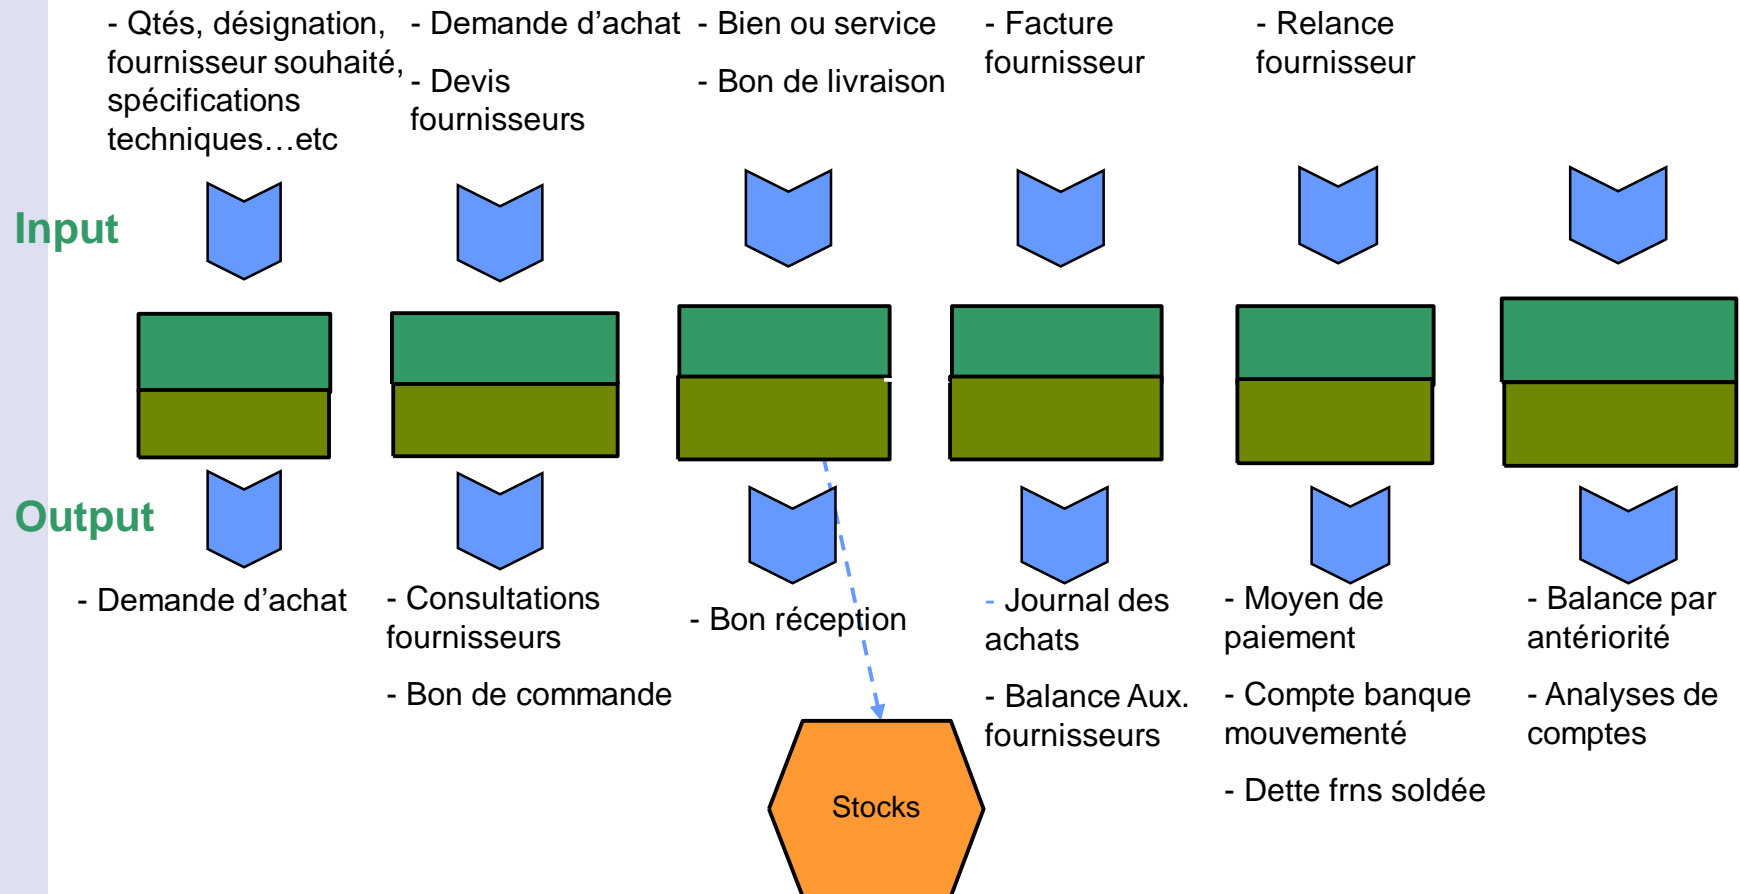 - Qtés, désignation,
fournisseur souhaité,
spécifications
techniques…etc
- Demande d’achat
- Devis
fournisseurs
- Bien ou service
- Bon de livraison
- Facture
fournisseur
- Relance
fournisseur
Input
Output
- Demande d’achat
- Consultations
fournisseurs
- Bon de commande
- Bon réception
- Journal des
achats
- Balance Aux.
fournisseurs
- Moyen de
paiement
- Compte banque
mouvementé
- Dette frns soldée
- Balance par
antériorité
- Analyses de
comptes
Stocks